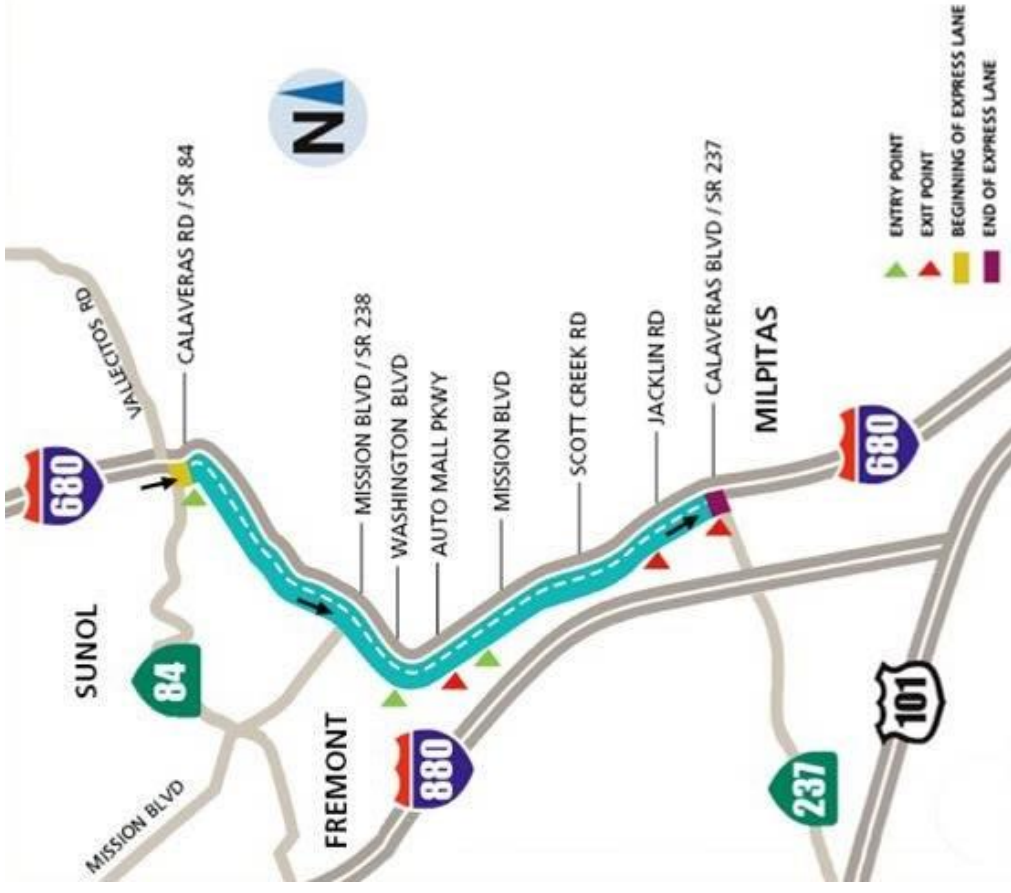 680
VALLECITOS RD
N
CALAVERAS RD / SR 84
SUNOL
84
MISSION BLVD / SR 238
WASHINGTON BLVD
AUTO MALL PKWY
MISSION BLVD
FREMONT
880
MISSION BLVD
SCOTT CREEK RD
JACKLIN RD
CALAVERAS BLVD / SR 237
MILPITAS
680
237
101
ENTRY POINT
EXIT POINT
BEGINNING OF EXPRESS LANE
END OF EXPRESS LANE